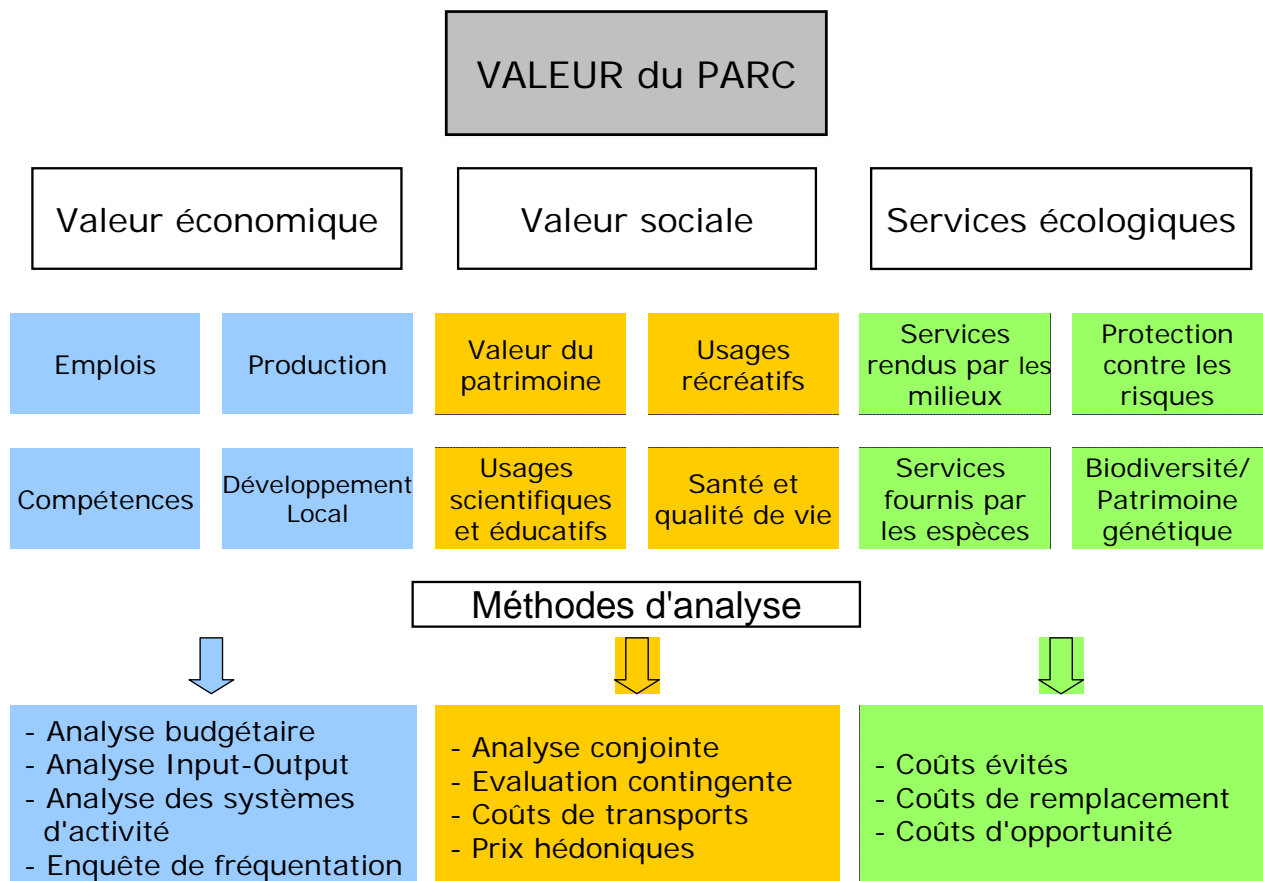 VALEUR du PARC
Valeur économique
Valeur sociale
Services écologiques
Emplois
Production
Valeur du
patrimoine
Usages
récréatifs
Services
rendus par les
milieux
Protection
contre les
risques
Compétences
Développement
Local
Usages
scientifiques
et éducatifs
Santé et
qualité de vie
Services
fournis par
les espèces
Biodiversité/
Patrimoine
génétique
Méthodes d'analyse
- Analyse budgétaire
- Analyse Input-Output
- Analyse des systèmes
d'activité
- Enquête de fréquentation
- Analyse conjointe
- Evaluation contingente
- Coûts de transports
- Prix hédoniques
- Coûts évités
- Coûts de remplacement
- Coûts d'opportunité